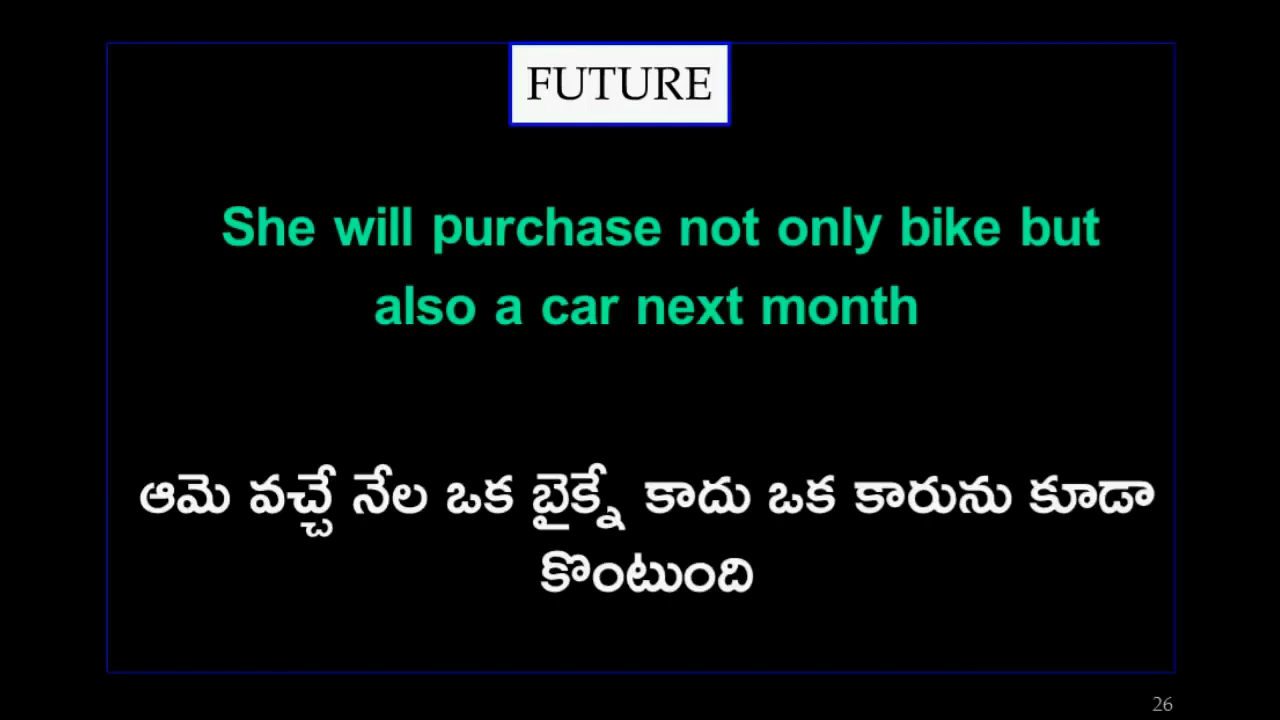 FUTURE
She will purchase not only bike but
also a car next month
ఆమె వచ్చే నేల ఒక బైక్నే కాదు ఒక కారును కూడా
కొంటుంది
26